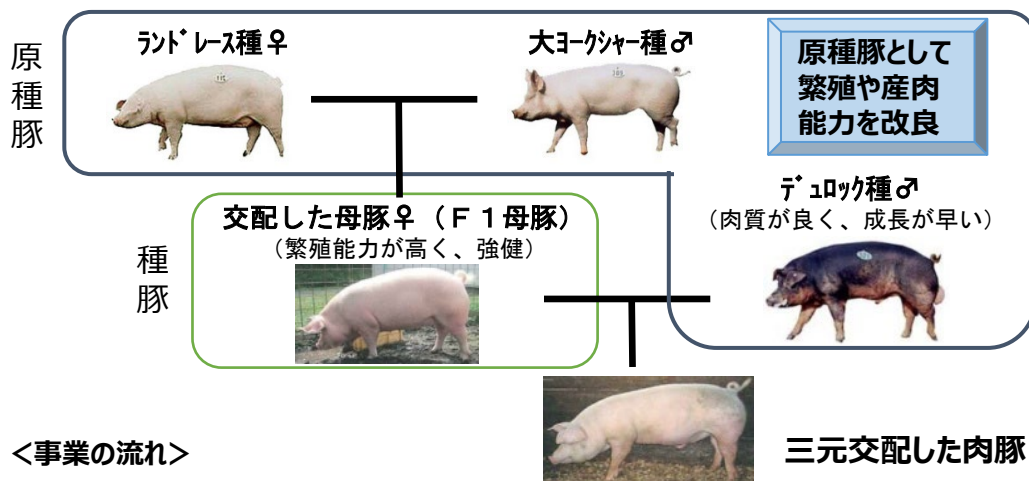 原種豚
ﾗﾝﾄﾞﾚｰｽ種♀
大ﾖｰｸｼｬｰ種♂
原種豚として
繁殖や産肉
能力を改良
ﾃﾞｭﾛｯｸ種♂
(肉質が良く、成長が早い)
種豚
交配した母豚♀(F1母豚)
(繁殖能力が高く、強健)
三元交配した肉豚
<事業の流れ>